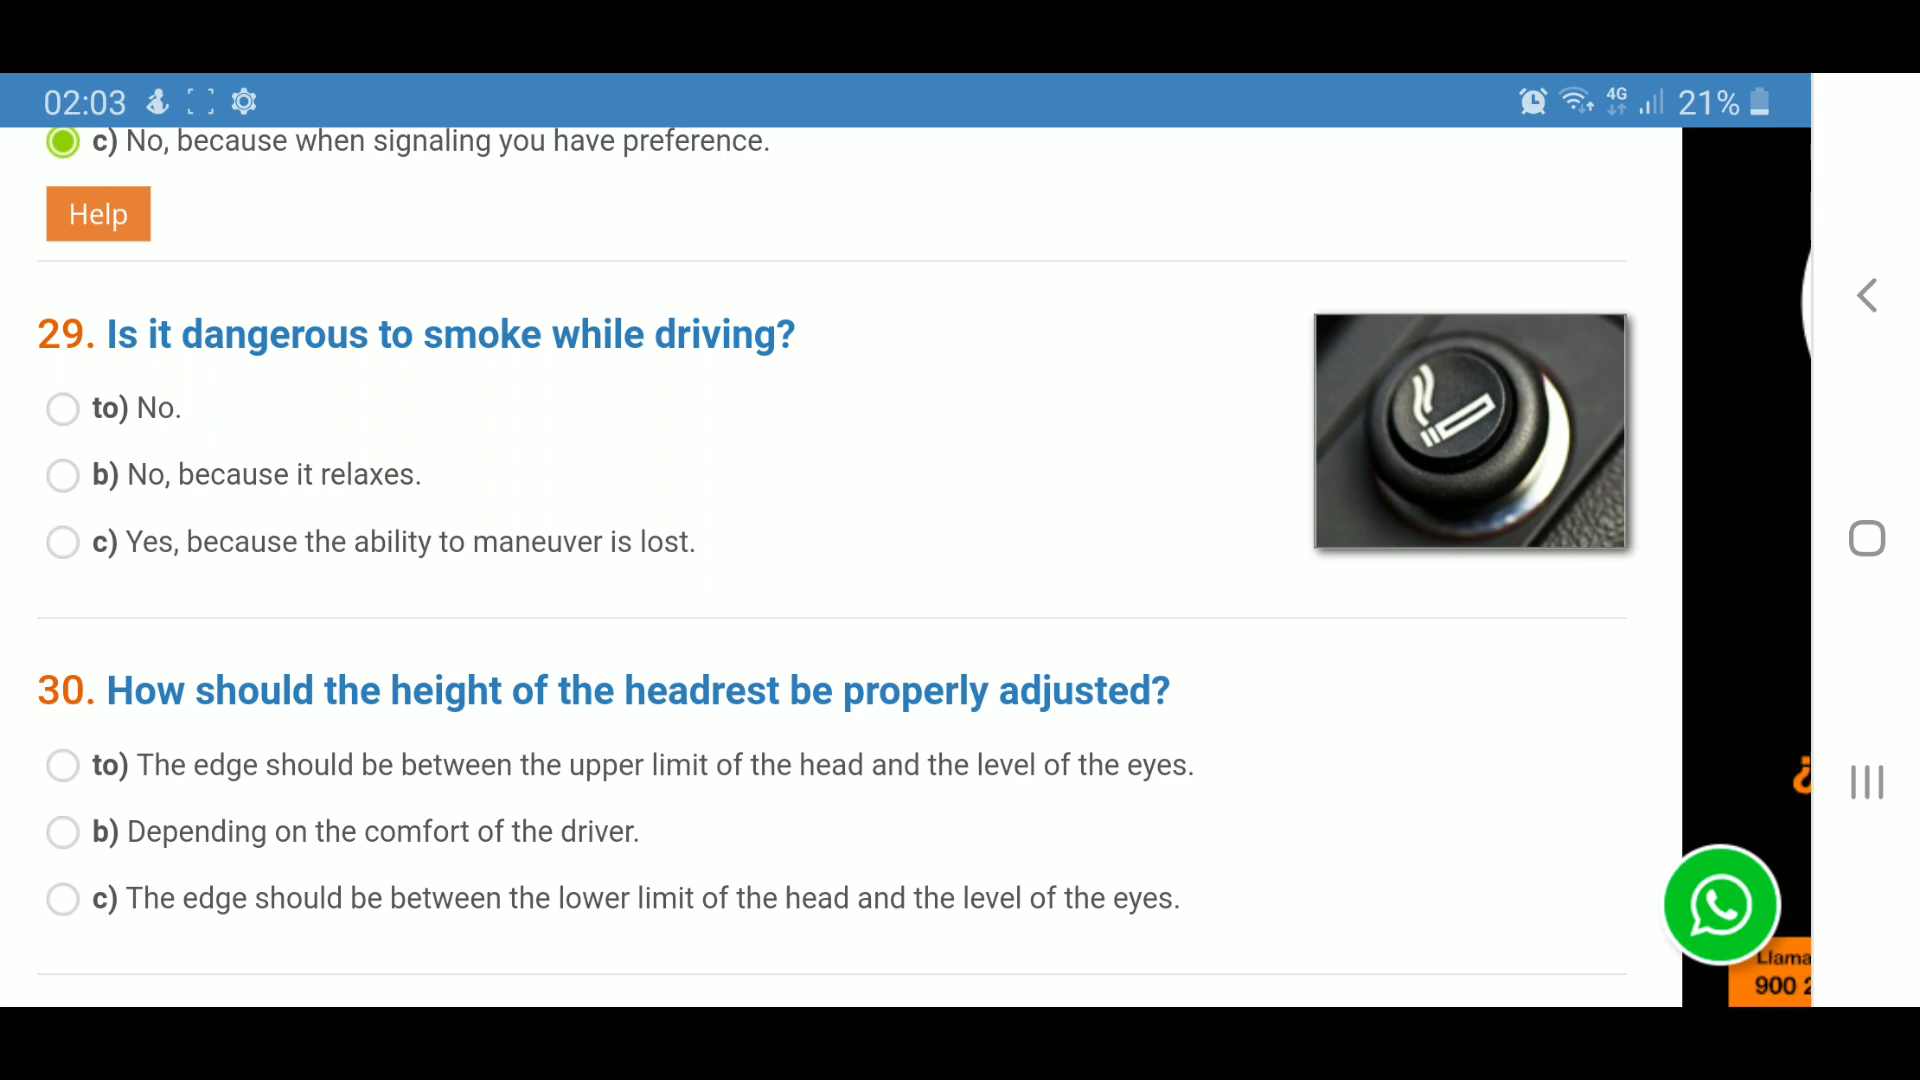 02:03
4G
21%
c) No, because when signaling you have preference.
Help
29. Is it dangerous to smoke while driving?
to) No.
b) No, because it relaxes.
c) Yes, because the ability to maneuver is lost.
30. How should the height of the headrest be properly adjusted?
to) The edge should be between the upper limit of the head and the level of the eyes.
b) Depending on the comfort of the driver.
c) The edge should be between the lower limit of the head and the level of the eyes.
¿
Llama
900 2